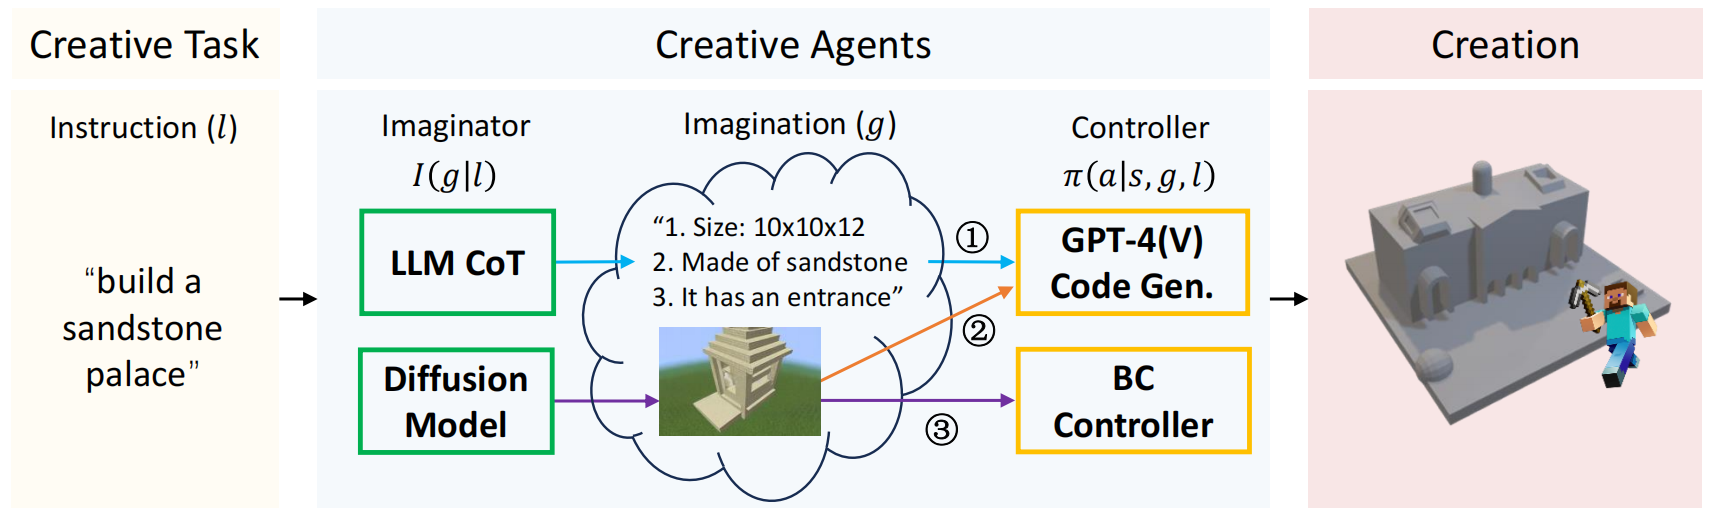 Creative Task
Creative Agents
Creation
Instruction (l)
"build a
sandstone
palace"
Imaginator
I(g|l)
LLM CoT
Diffusion
Model
Imagination (g)
“1. Size: 10x10x12
2. Made of sandstone
3. It has an entrance”
①
②
③
Controller
π(a|s, g, l)
GPT-4(V)
Code Gen.
BC
Controller